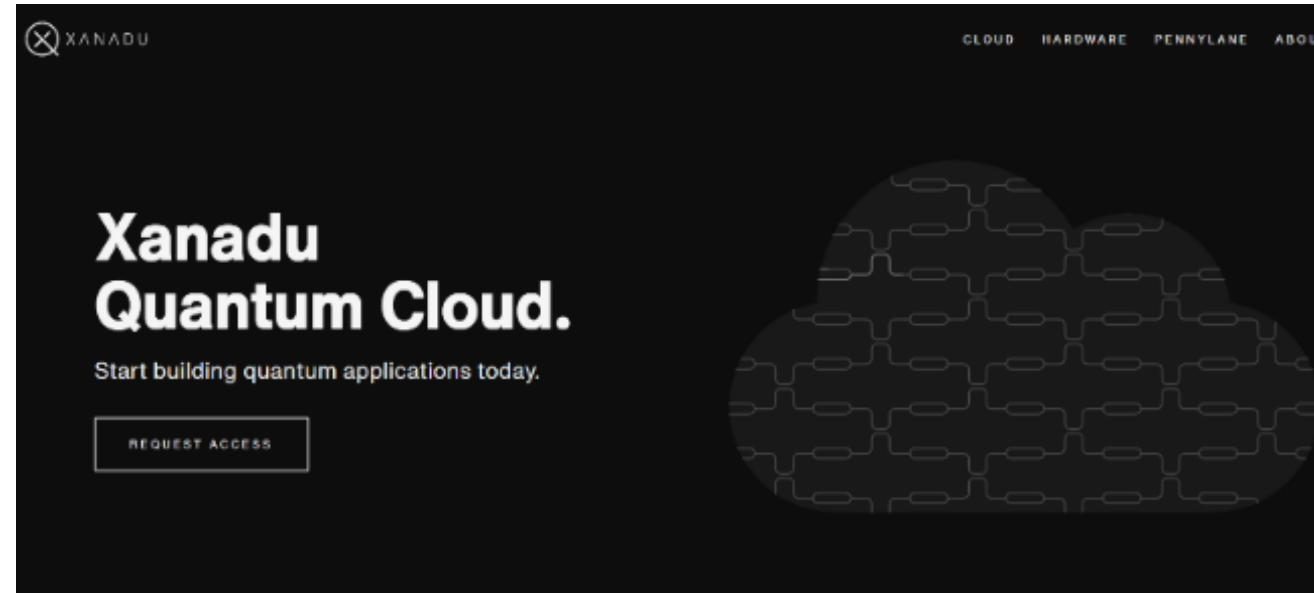 XANADU
CLOUD HARDWARE PENNYLANE ABOU
Xanadu
Quantum Cloud.
Start building quantum applications today.
REQUEST ACCESS